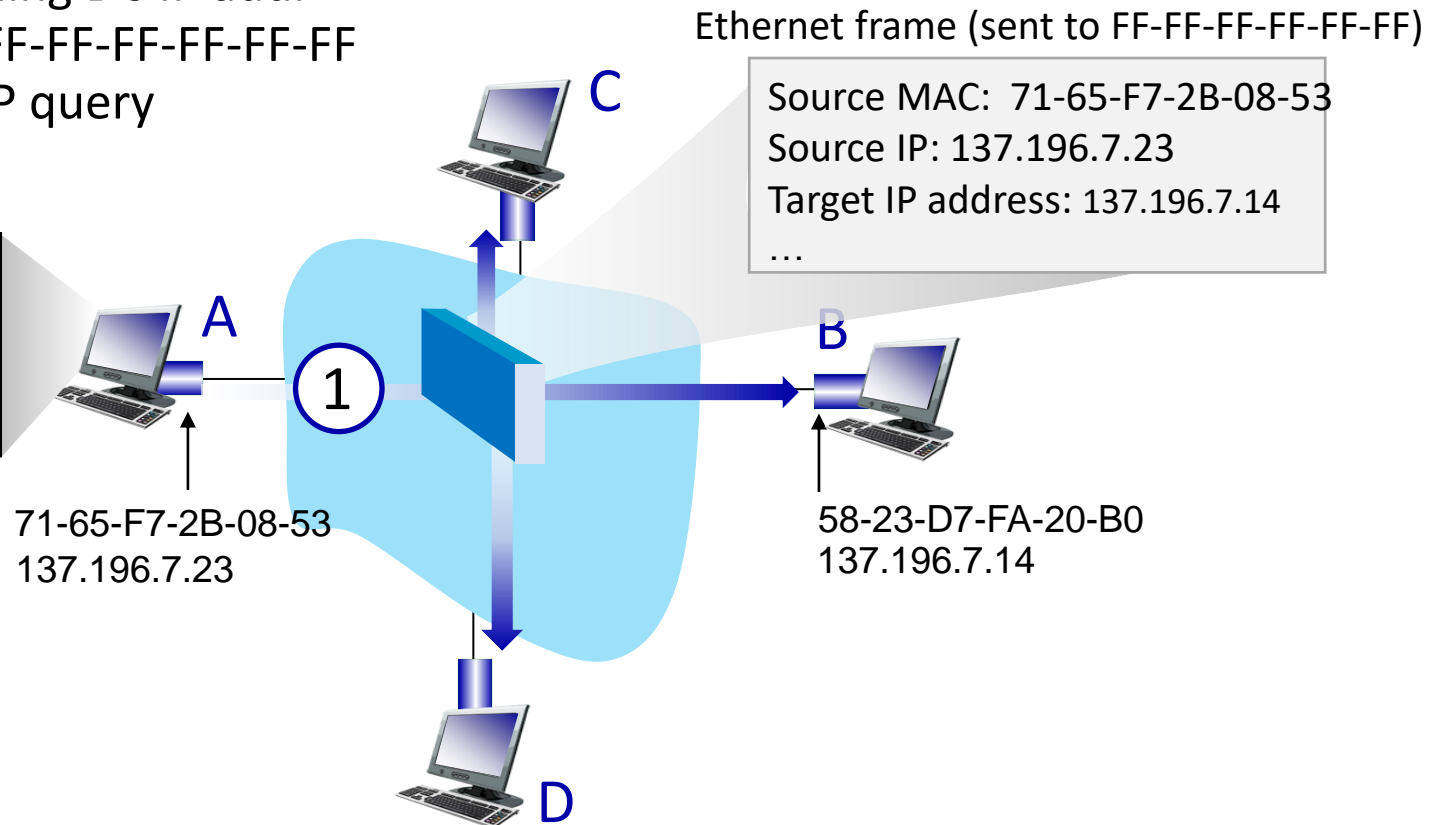 FF-FF-FF-FF-FF-FF
query
Ethernet frame (sent to FF-FF-FF-FF-FF-FF)
Source MAC: 71-65-F7-2B-08-53
Source IP: 137.196.7.23
Target IP address: 137.196.7.14
…
C
A
B
1
71-65-F7-2B-08-53
137.196.7.23
58-23-D7-FA-20-B0
137.196.7.14
D